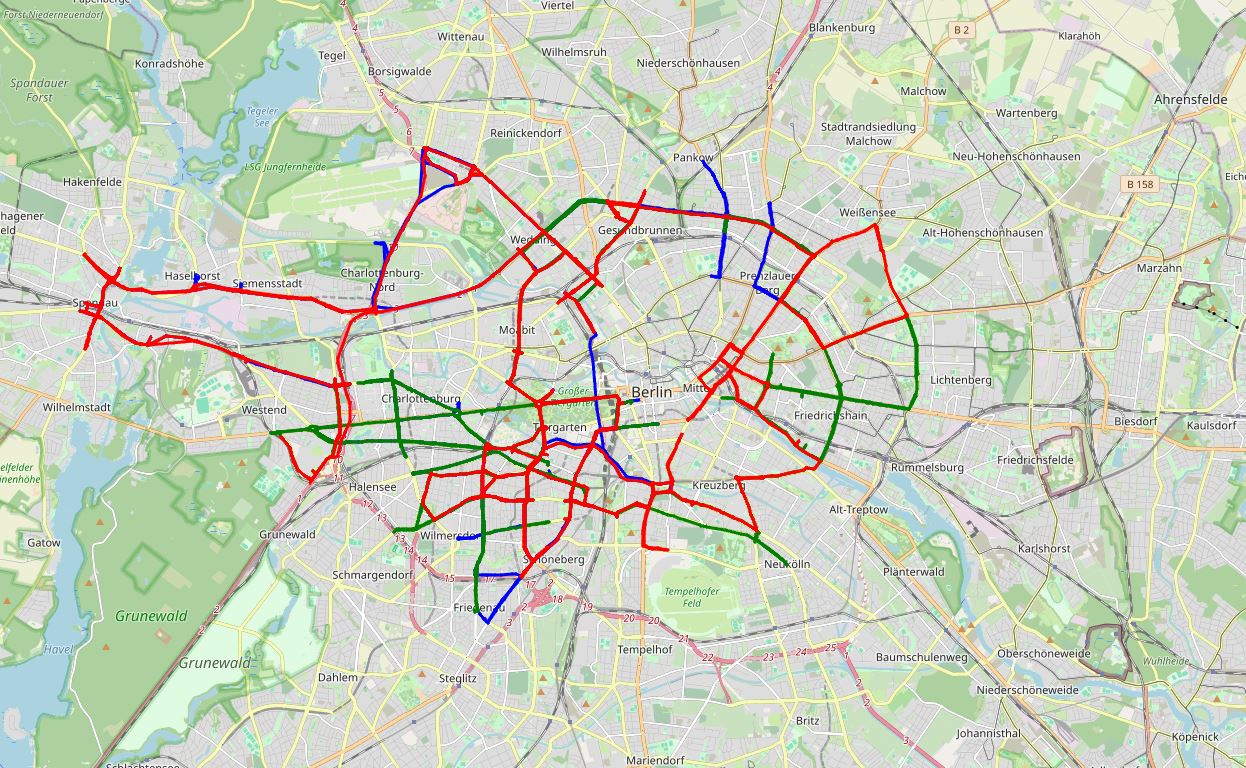 Viertel
Forst Niederneuendorf
Blankenburg
B 2
Klarahöh
Wittenau
Tegel
Wilhelmsruh
Konradshöhe
Niederschönhausen
Borsigwalde
Spandauer
Forst
Malchow
Ahrensfelde
Tegeler
See
Wartenberg
Reinickendorf
Stadtrandsiedlung
Malchow
Pankow
Neu-Hohenschönhausen
LSG Jungfernheide
Hakenfelde
B 158
Weißensee
Gesundbrunnen
Alt-Hohenschönhausen
Wedding
Marzahn
Haselhorst
Siemensstadt
Charlottenburg-
Nord
Prenzlauer
Berg
Spandau
Moabit
Lichtenberg
Großer
Tiergarten
Berlin
Mitte
Charlottenburg
Wilhelmstadt
Westend
Friedrichshain
Biesdorf
Kaulsdorf
Tiergarten
Friedrichsfelde
Rummelsburg
Halensee
Kreuzberg
Alt-Treptow
Grunewald
Wilmersdorf
Gatow
Karlshorst
Schöneberg
Neukölln
Plänterwald
Schmargendorf
Tempelhofer
Feld
Friedenau
Grunewald
Havel
Tempelhof
Oberschöneweide
Baumschulenweg
Wuhlheide
Grunewald
Dahlem
Steglitz
Niederschöneweide
Britz
Johannisthal
Köpenick
Mariendorf
Schlachtensee